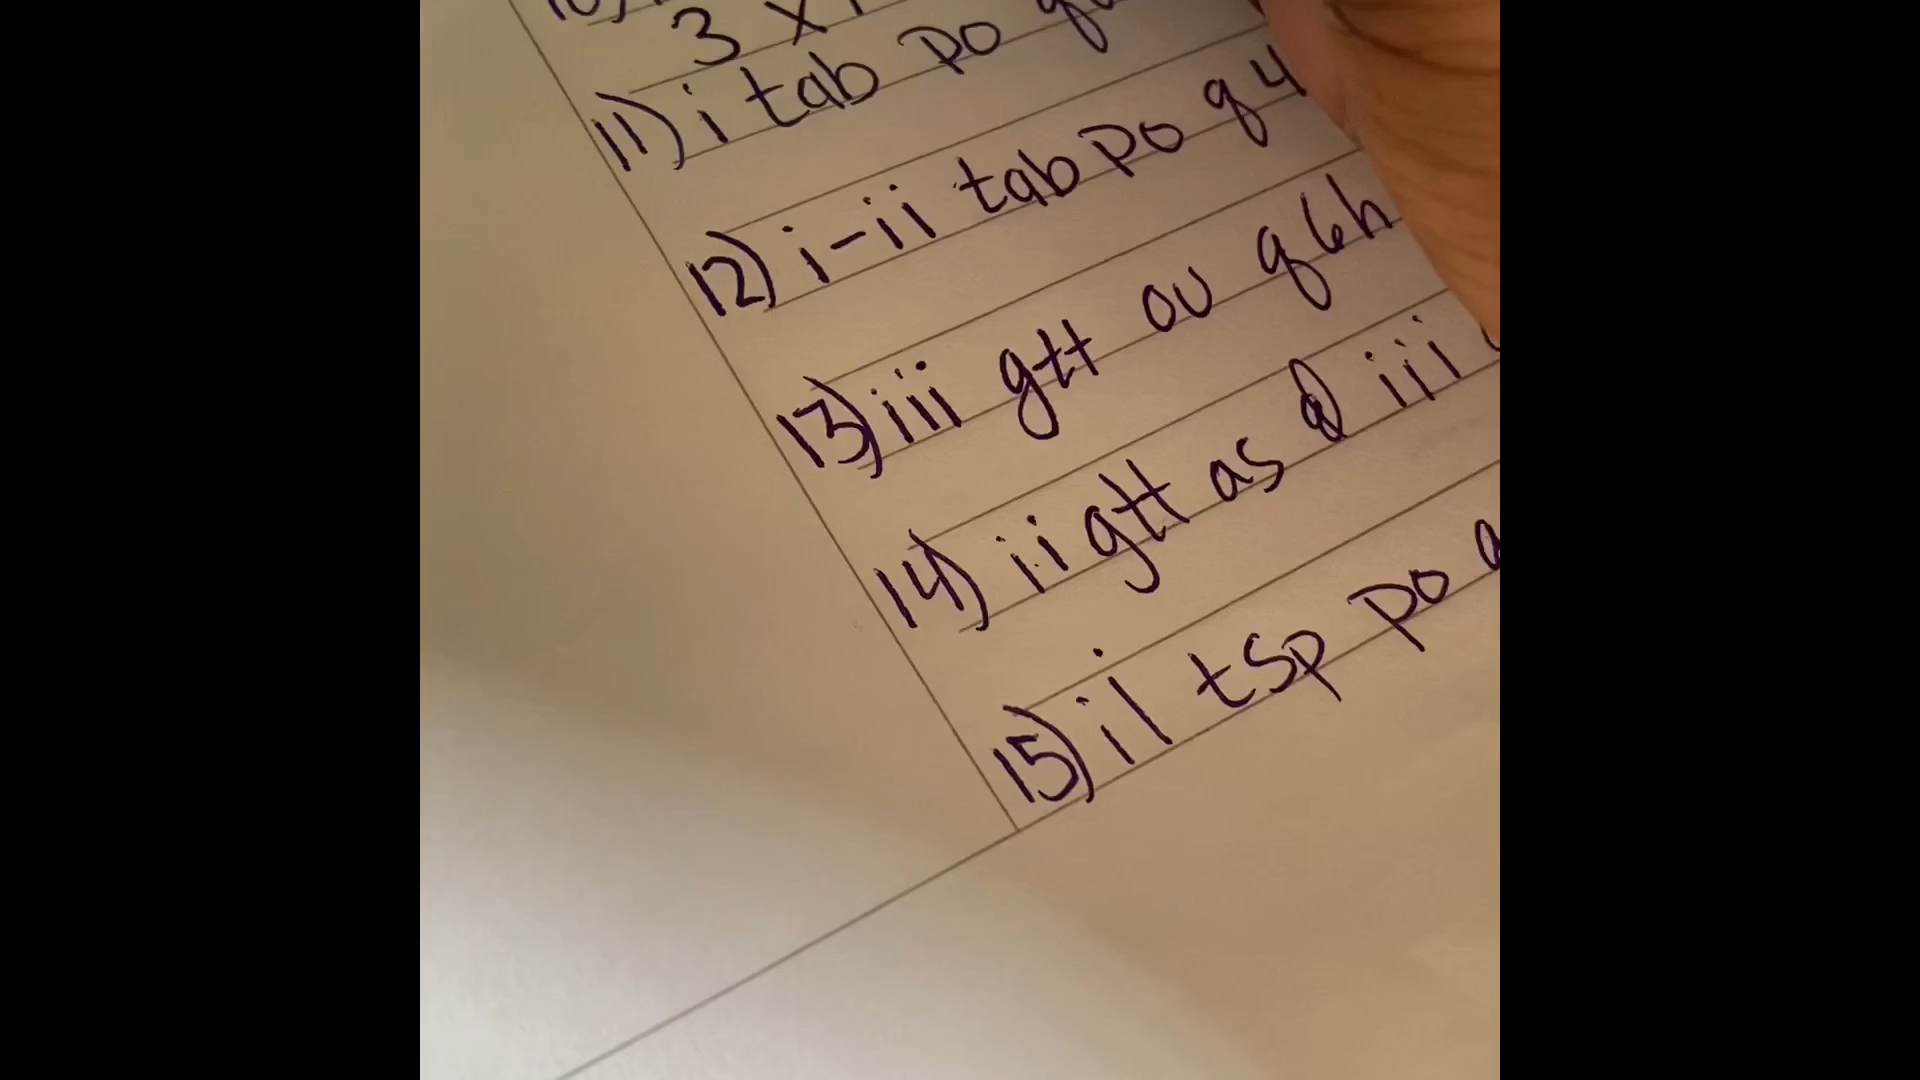 3 x
11) i tab po
12) i-ii tab po q4
13) iii gtt ou q6h
14) ii gtt as Q iii
15) i tsp po